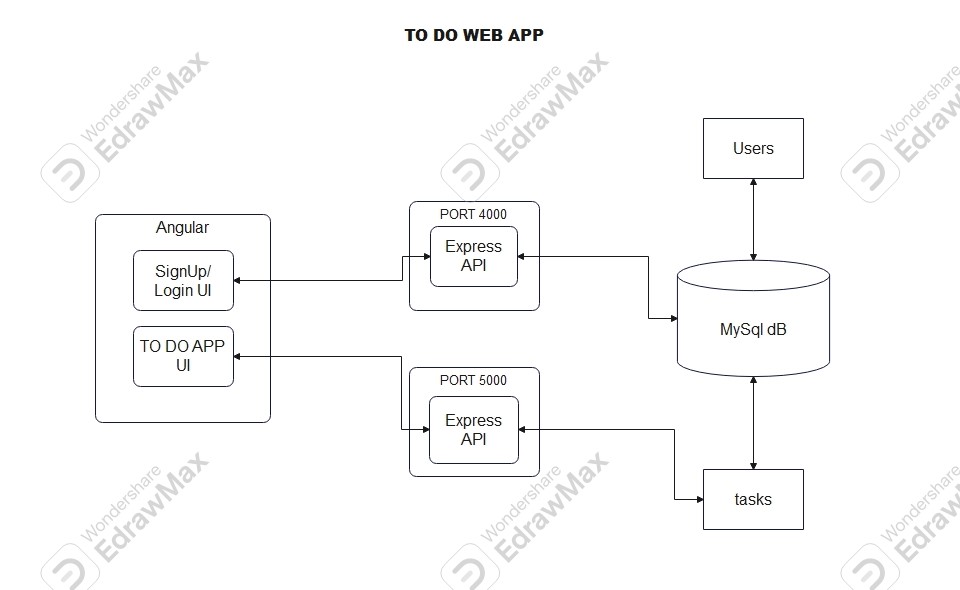 TO DO WEB APP
Wondershare
EdrawMax
Wondershare
EdrawMax
Wondershare
EdrawMax
Users
Angular
SignUp/
Login UI
TO DO APP
UI
PORT 4000
Express
API
MySql dB
PORT 5000
Express
API
tasks
Wondershare
EdrawMax
Wondershare
EdrawMax
Wondershare
EdrawMax